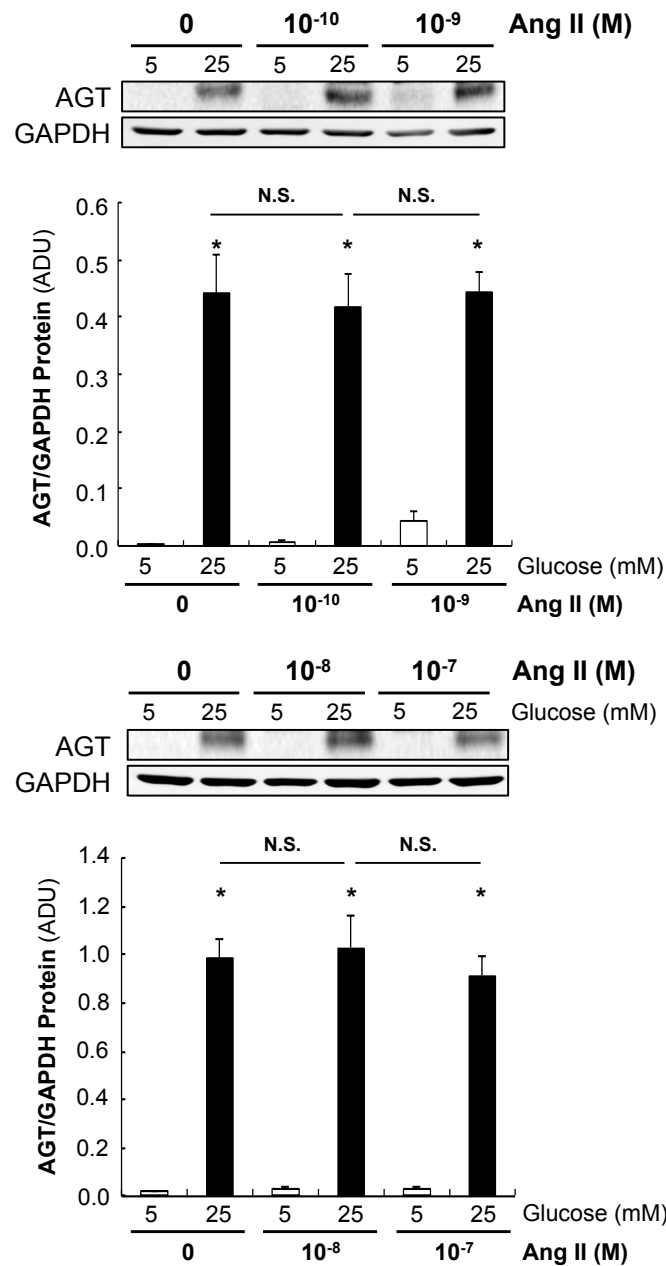 0 10⁻¹⁰ 10⁻⁹ Ang II (M)
5 25 5 25 5 25
AGT
GAPDH
N.S. N.S.
* * *
0.6
0.5
0.4
0.3
0.2
0.1
0.0
AGT/GAPDH Protein (ADU)
5 25 5 25 5 25 Glucose (mM)
0 10⁻¹⁰ 10⁻⁹ Ang II (M)
0 10⁻⁸ 10⁻⁷ Ang II (M)
5 25 5 25 5 25 Glucose (mM)
AGT
GAPDH
N.S. N.S.
* * *
1.4
1.2
1.0
0.8
0.6
0.4
0.2
0.0
AGT/GAPDH Protein (ADU)
5 25 5 25 5 25 Glucose (mM)
0 10⁻⁸ 10⁻⁷ Ang II (M)